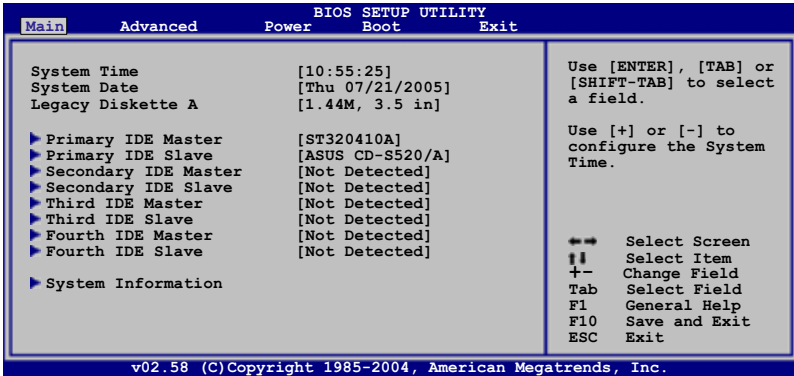 BIOS SETUP UTILITY
Main Advanced Power Boot Exit
System Time [10:55:25]
System Date [Thu 07/21/2005]
Legacy Diskette A [1.44M, 3.5 in]
Primary IDE Master [ST320410A]
Primary IDE Slave [ASUS CD-S520/A]
Secondary IDE Master [Not Detected]
Secondary IDE Slave [Not Detected]
Third IDE Master [Not Detected]
Third IDE Slave [Not Detected]
Fourth IDE Master [Not Detected]
Fourth IDE Slave [Not Detected]
System Information
Use [ENTER], [TAB] or
[SHIFT-TAB] to select
a field.
Use [+] or [-] to
configure the System
Time.
←→ Select Screen
↑↓ Select Item
+- Change Field
Tab Select Field
F1 General Help
F10 Save and Exit
ESC Exit
v02.58 (C)Copyright 1985-2004, American Megatrends, Inc.